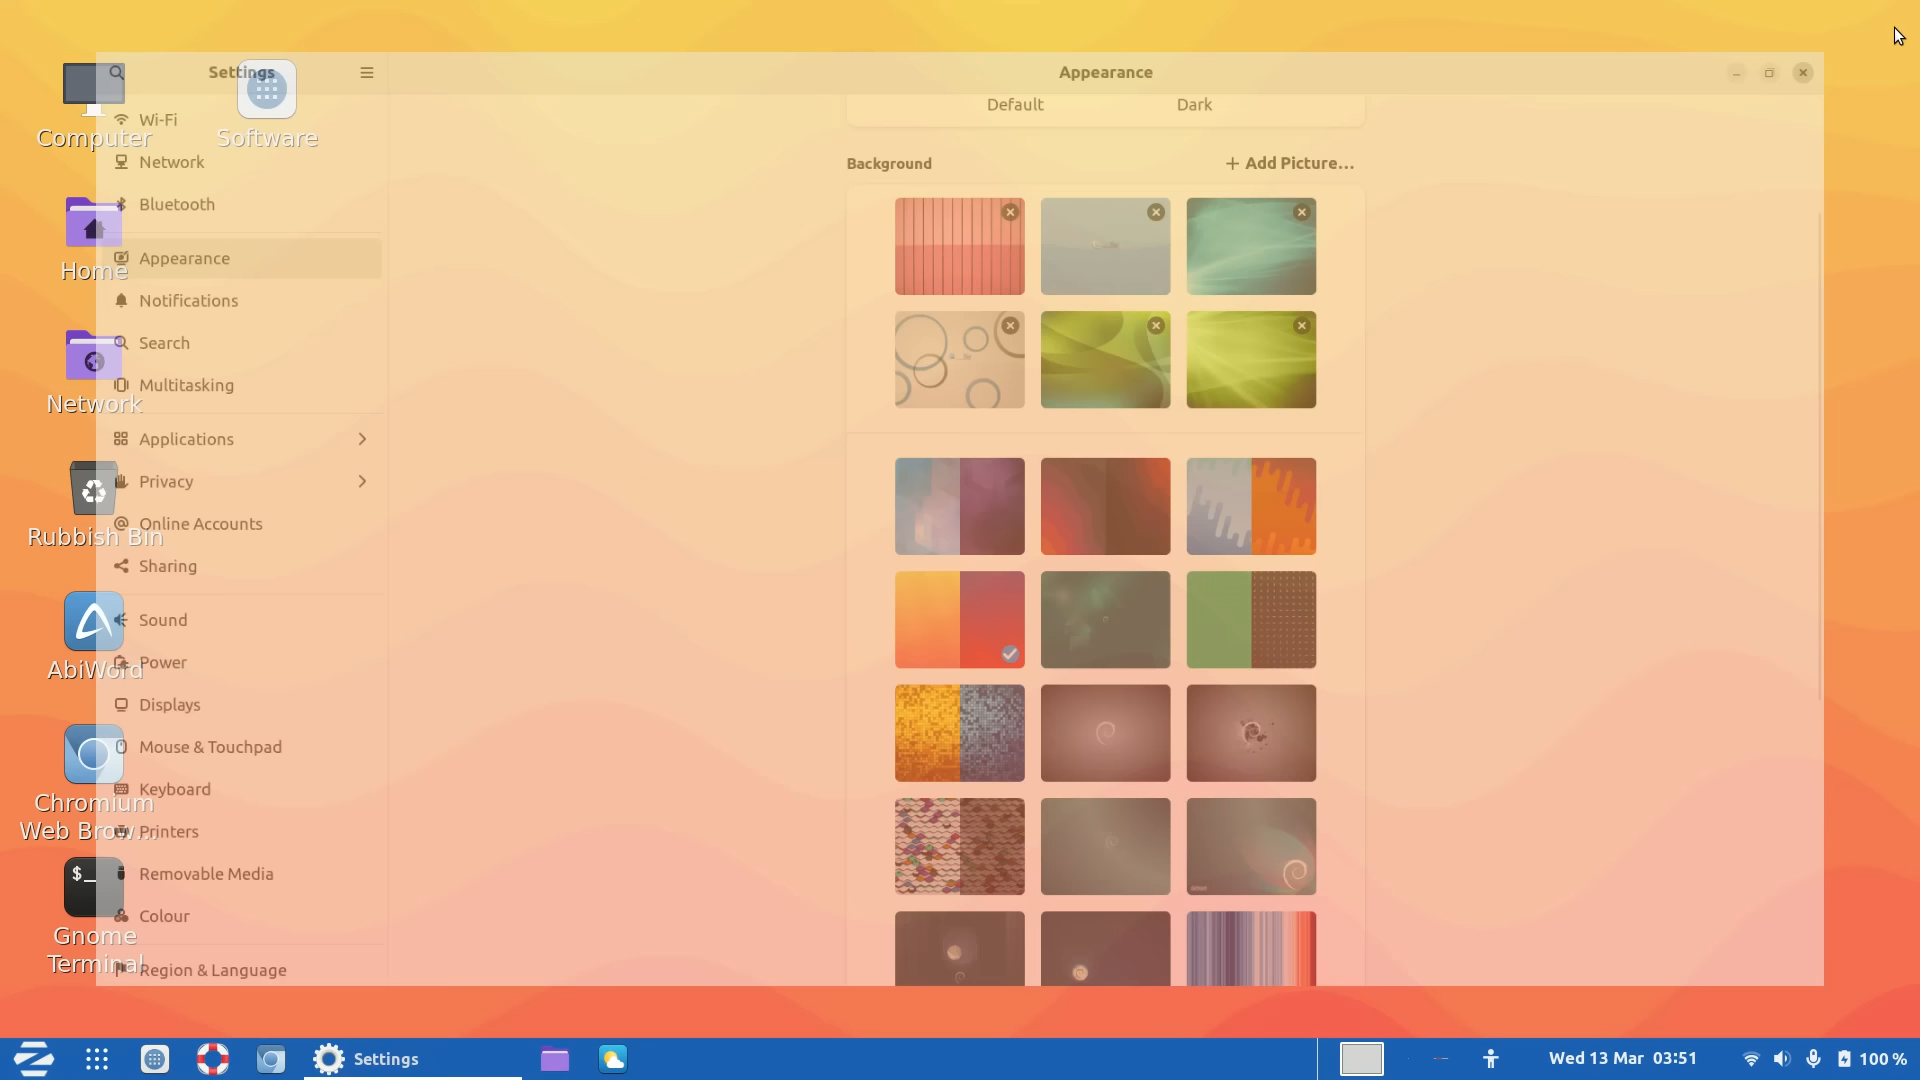 Settings
Appearance
Computer
Software
Home
Network
Rubbish Bin
AbiWord
Chromium
Web Brow...
$_
Gnome
Terminal
Wi-Fi
Network
Bluetooth
Appearance
Notifications
Search
Multitasking
Applications
Privacy
Online Accounts
Sharing
Sound
Power
Displays
Mouse & Touchpad
Keyboard
Printers
Removable Media
Colour
Region & Language
Default Dark
Background + Add Picture...
Settings
Wed 13 Mar 03:51
100 %